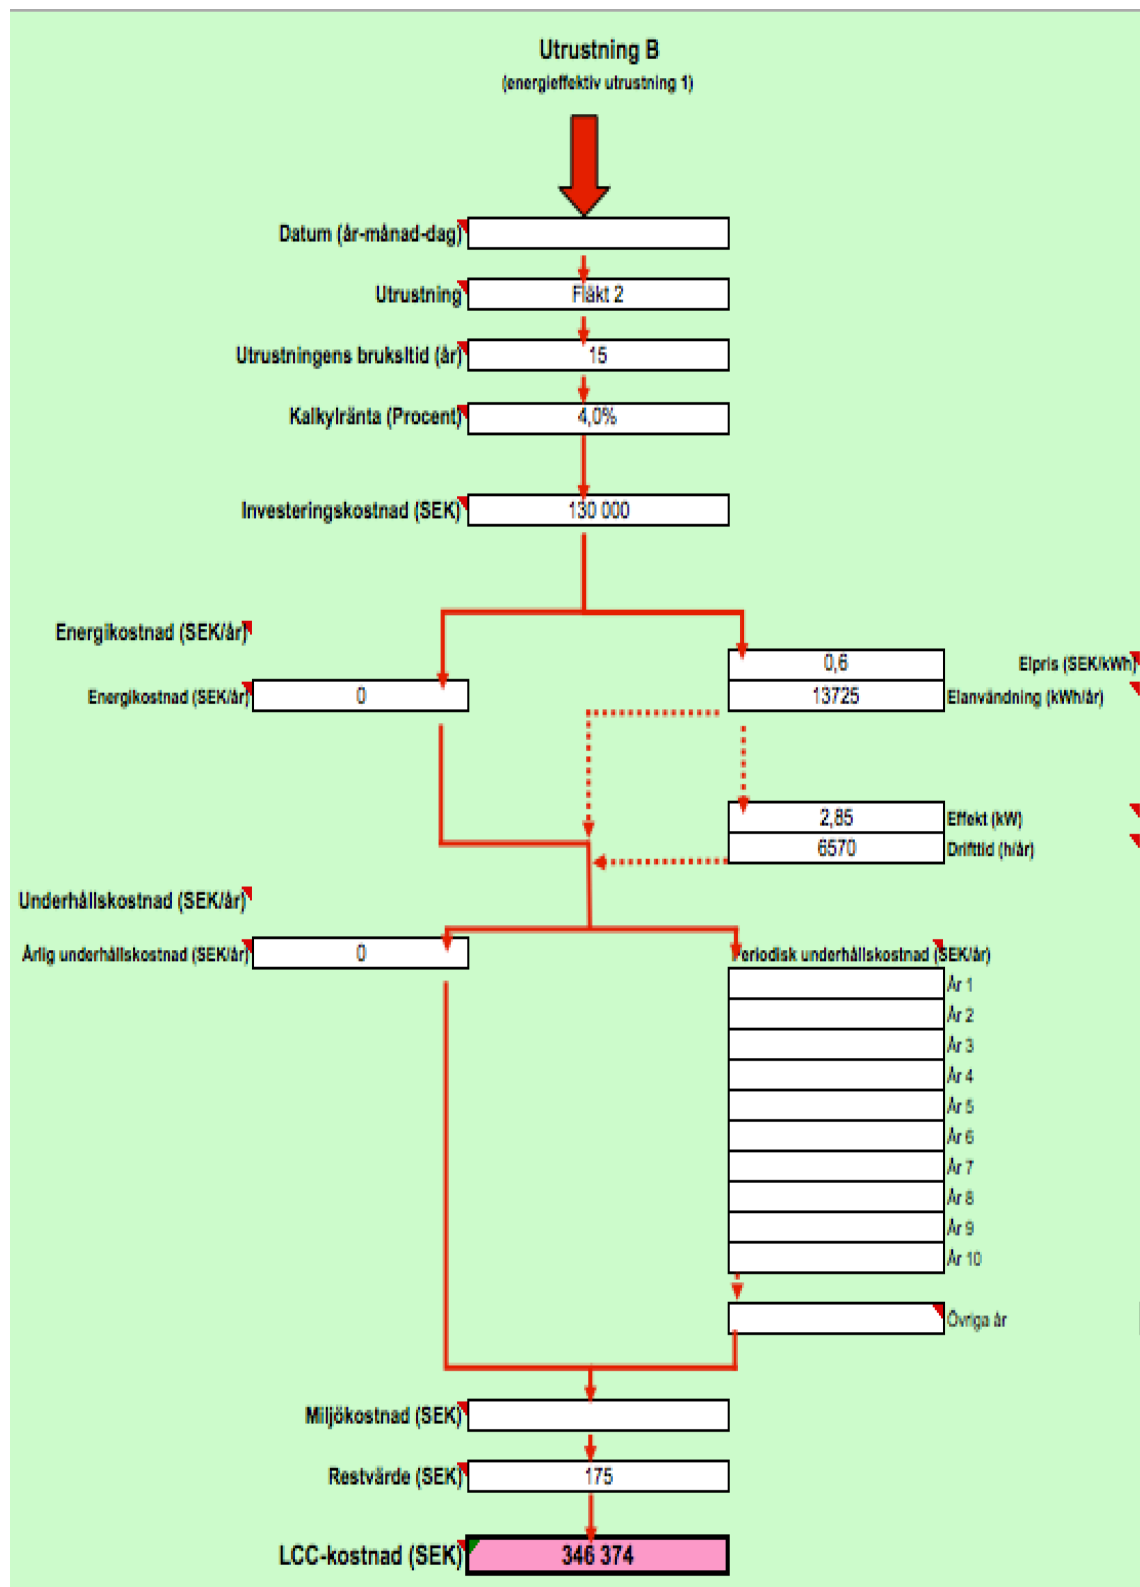 Utrustning B
(energieffektiv utrustning 1)
Datum (år-månad-dag)
Utrustning Fläkt 2
Utrustningens brukstid (år) 15
Kalkylränta (Procent) 4,0%
Investeringskostnad (SEK) 130 000
Energikostnad (SEK/år)
0,6 Elpris (SEK/kWh)
Energikostnad (SEK/år) 0 13725 Elanvändning (kWh/år)
2,85 Effekt (kW)
6570 Drifttid (h/år)
Underhållskostnad (SEK/år)
Årlig underhållskostnad (SEK/år) 0 Periodisk underhållskostnad (SEK/år)
År 1
År 2
År 3
År 4
År 5
År 6
År 7
År 8
År 9
År 10
Övriga år
Miljökostnad (SEK)
Restvärde (SEK) 175
LCC-kostnad (SEK) 346 374